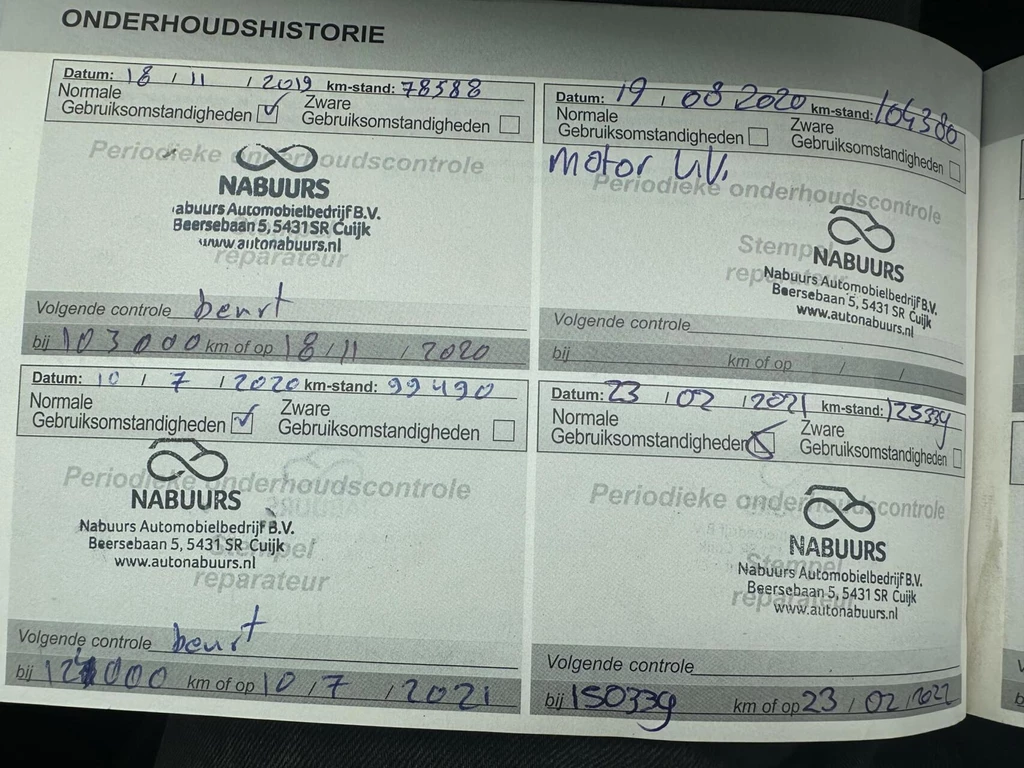 ONDERHOUDSHISTORIE
Datum: 18 / 11 / 2019 km-stand: 78588
Normale
Gebruiksomstandigheden
Zware
Gebruiksomstandigheden
Periodieke onderhoudscontrole
NABUURS
abuurs Automobielbedrijf B.V.
Beersebaan 5, 5431 SR Cuijk
www.autonabuurs.nl
reparateur
Volgende controle beurt
bij 103000 km of op 18 / 11 / 2020
Datum: 10 / 7 / 2020 km-stand: 99490
Normale
Gebruiksomstandigheden
Zware
Gebruiksomstandigheden
Periodieke onderhoudscontrole
NABUURS
Nabuurs Automobielbedrijf B.V.
Beersebaan 5, 5431 SR Cuijk
www.autonabuurs.nl
Stempel
reparateur
Volgende controle beurt
bij km of op 10 / 7 / 2021
Datum: 19 / 08 2020 km-stand: 104380
Normale
Gebruiksomstandigheden
Zware
Gebruiksomstandigheden
motor
Periodieke onderhoudscontrole
Stempel
reparateur
NABUURS
Nabuurs Automobielbedrijf B.V.
Beersebaan 5, 5431 SR Cuijk
www.autonabuurs.nl
Volgende controle
bij km of op / /
Datum: 23 / 02 / 2021 km-stand: 125339
Normale
Gebruiksomstandigheden
Zware
Gebruiksomstandigheden
Periodieke onderhoudscontrole
NABUURS
Stempel
Nabuurs Automobielbedrijf B.V.
Beersebaan 5, 5431 SR Cuijk
reparateur
www.autonabuurs.nl
Volgende controle
bij 150339 km of op 23 / 02 / 2022